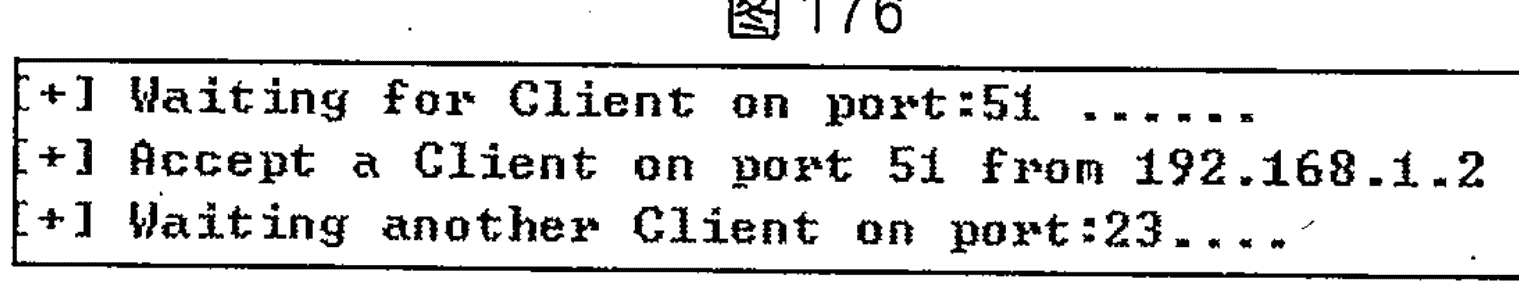 图176
[+] Waiting for Client on port:51 ......
[+] Accept a Client on port 51 from 192.168.1.2
[+] Waiting another Client on port:23....